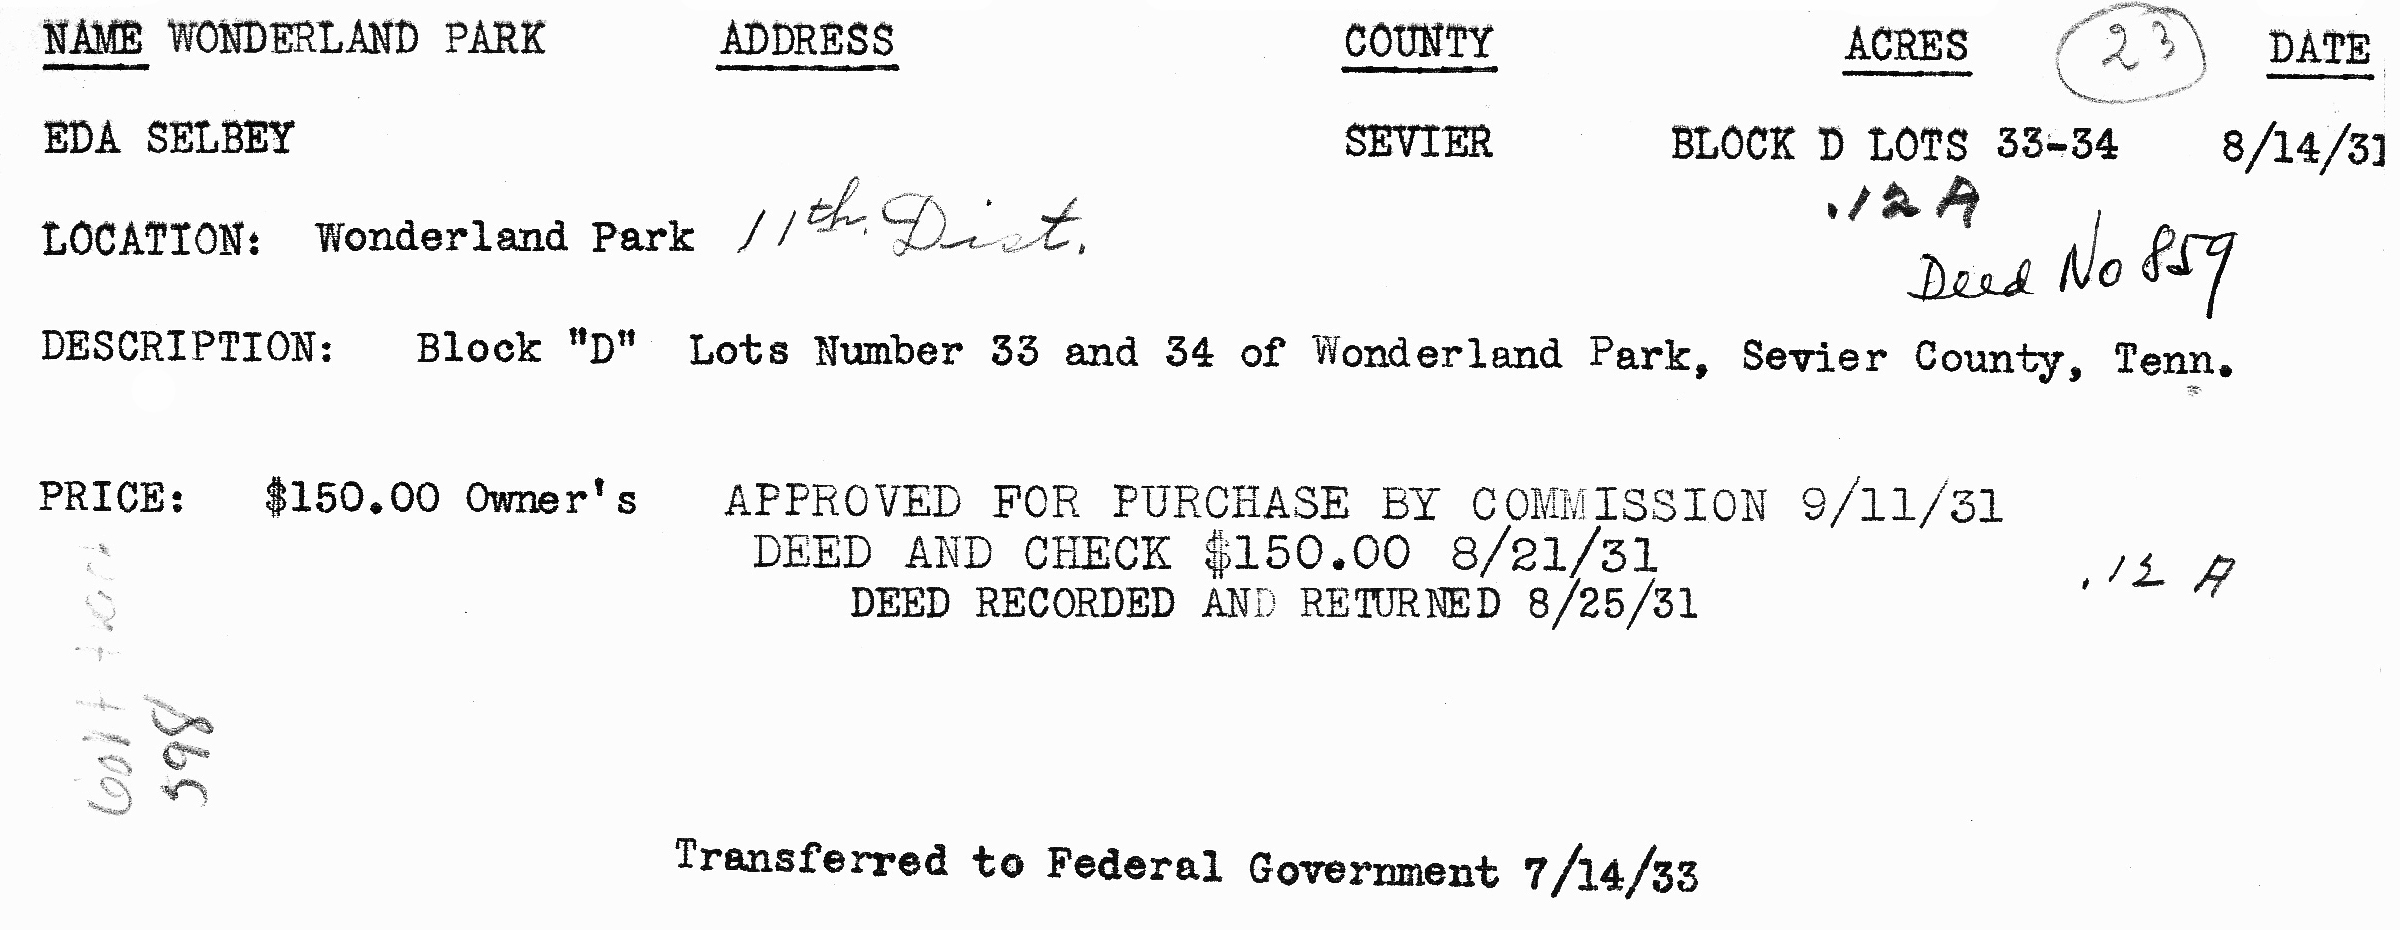 NAME WONDERLAND PARK ADDRESS COUNTY ACRES 23 DATE
EDA SELBEY SEVIER BLOCK D LOTS 33-34 8/14/31
.12 A
LOCATION: Wonderland Park 11th. Dist.
Deed No 859
DESCRIPTION: Block "D" Lots Number 33 and 34 of Wonderland Park, Sevier County, Tenn.
PRICE: $150.00 Owner's APPROVED FOR PURCHASE BY COMMISSION 9/11/31
DEED AND CHECK $150.00 8/21/31
.12 A
DEED RECORDED AND RETURNED 8/25/31
598
Transferred to Federal Government 7/14/33